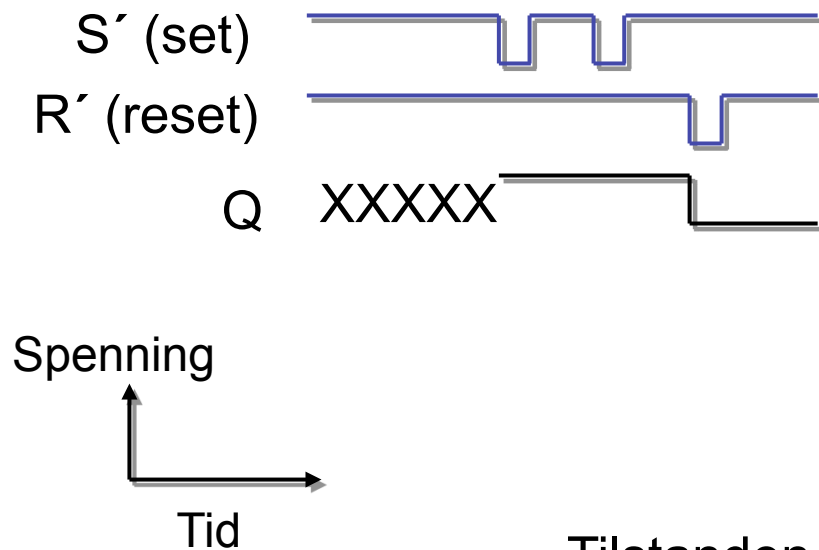 S´ (set)
R´ (reset)
Q XXXXX
Spenning
Tid
Tilstanden